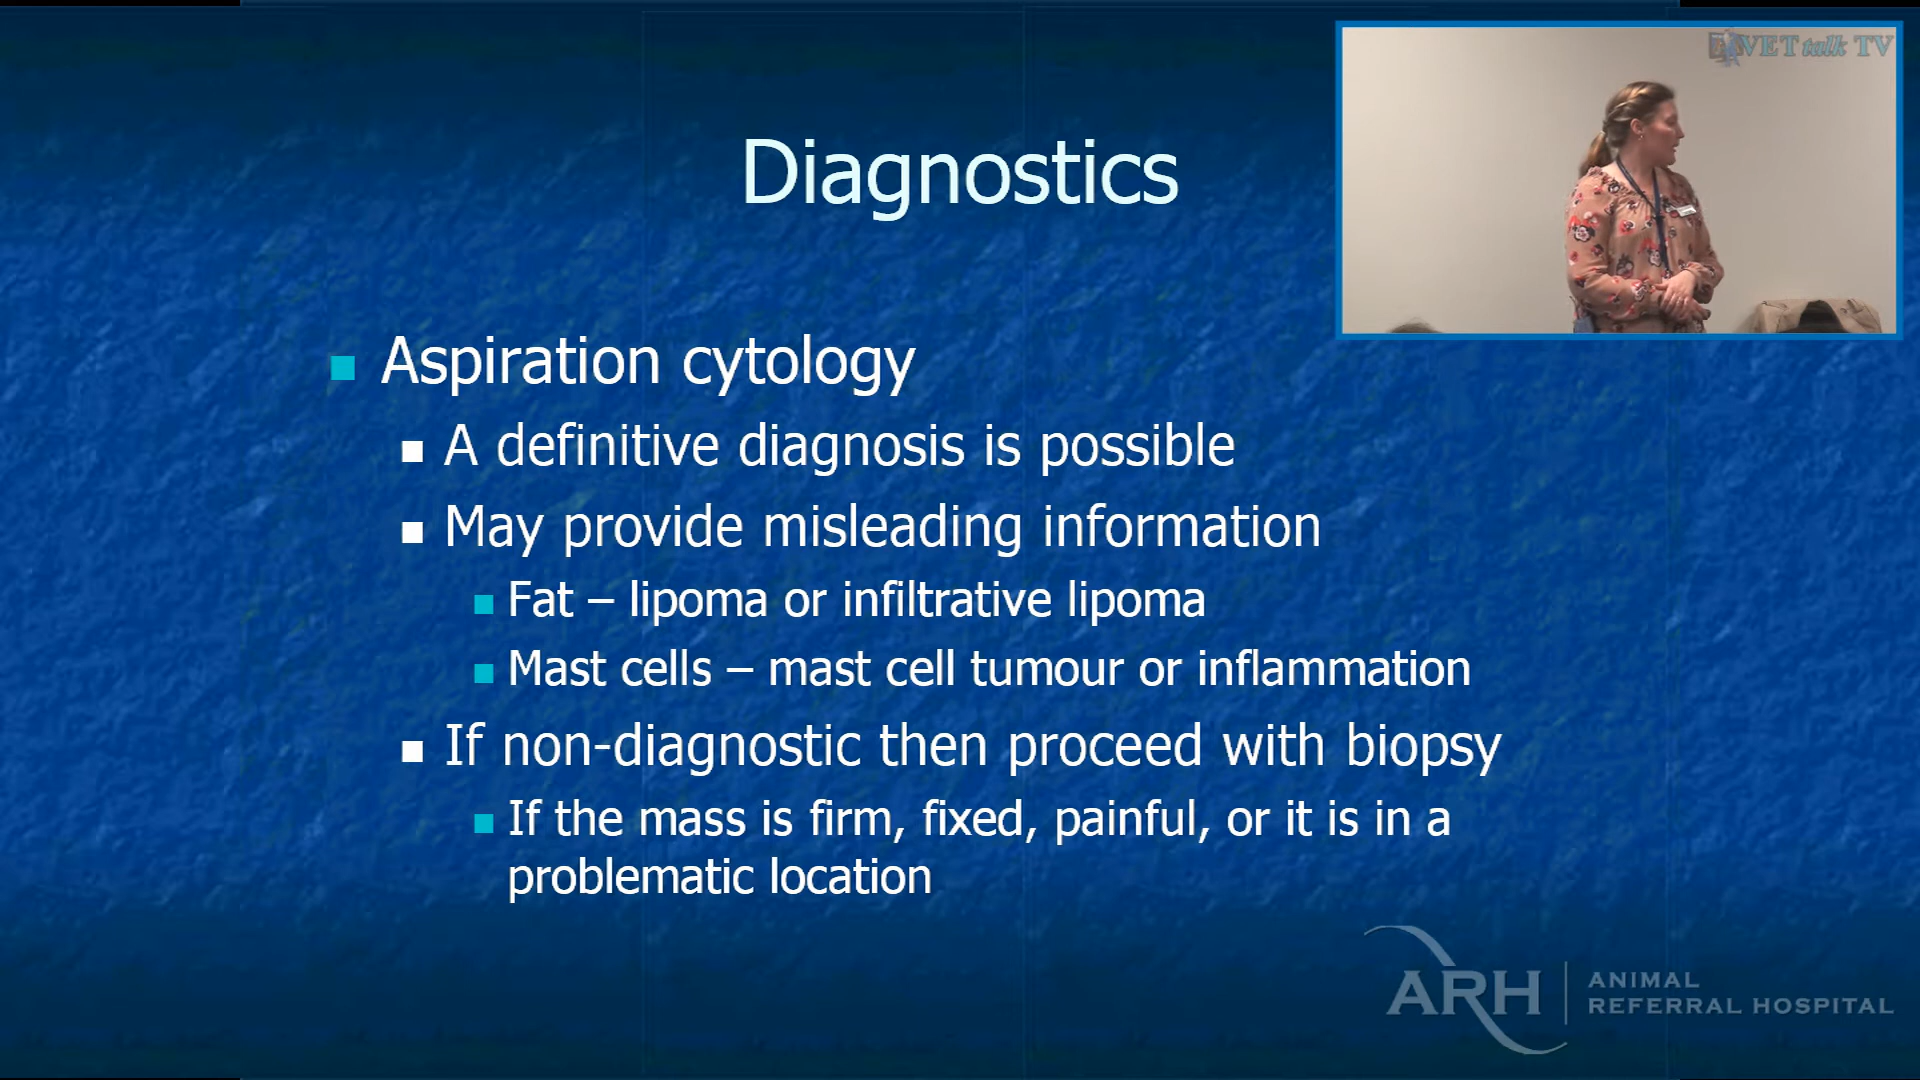 VET talk TV
Diagnostics
Aspiration cytology
A definitive diagnosis is possible
May provide misleading information
Fat – lipoma or infiltrative lipoma
Mast cells – mast cell tumour or inflammation
If non-diagnostic then proceed with biopsy
If the mass is firm, fixed, painful, or it is in a
problematic location
ARH
ANIMAL
REFERRAL HOSPITAL